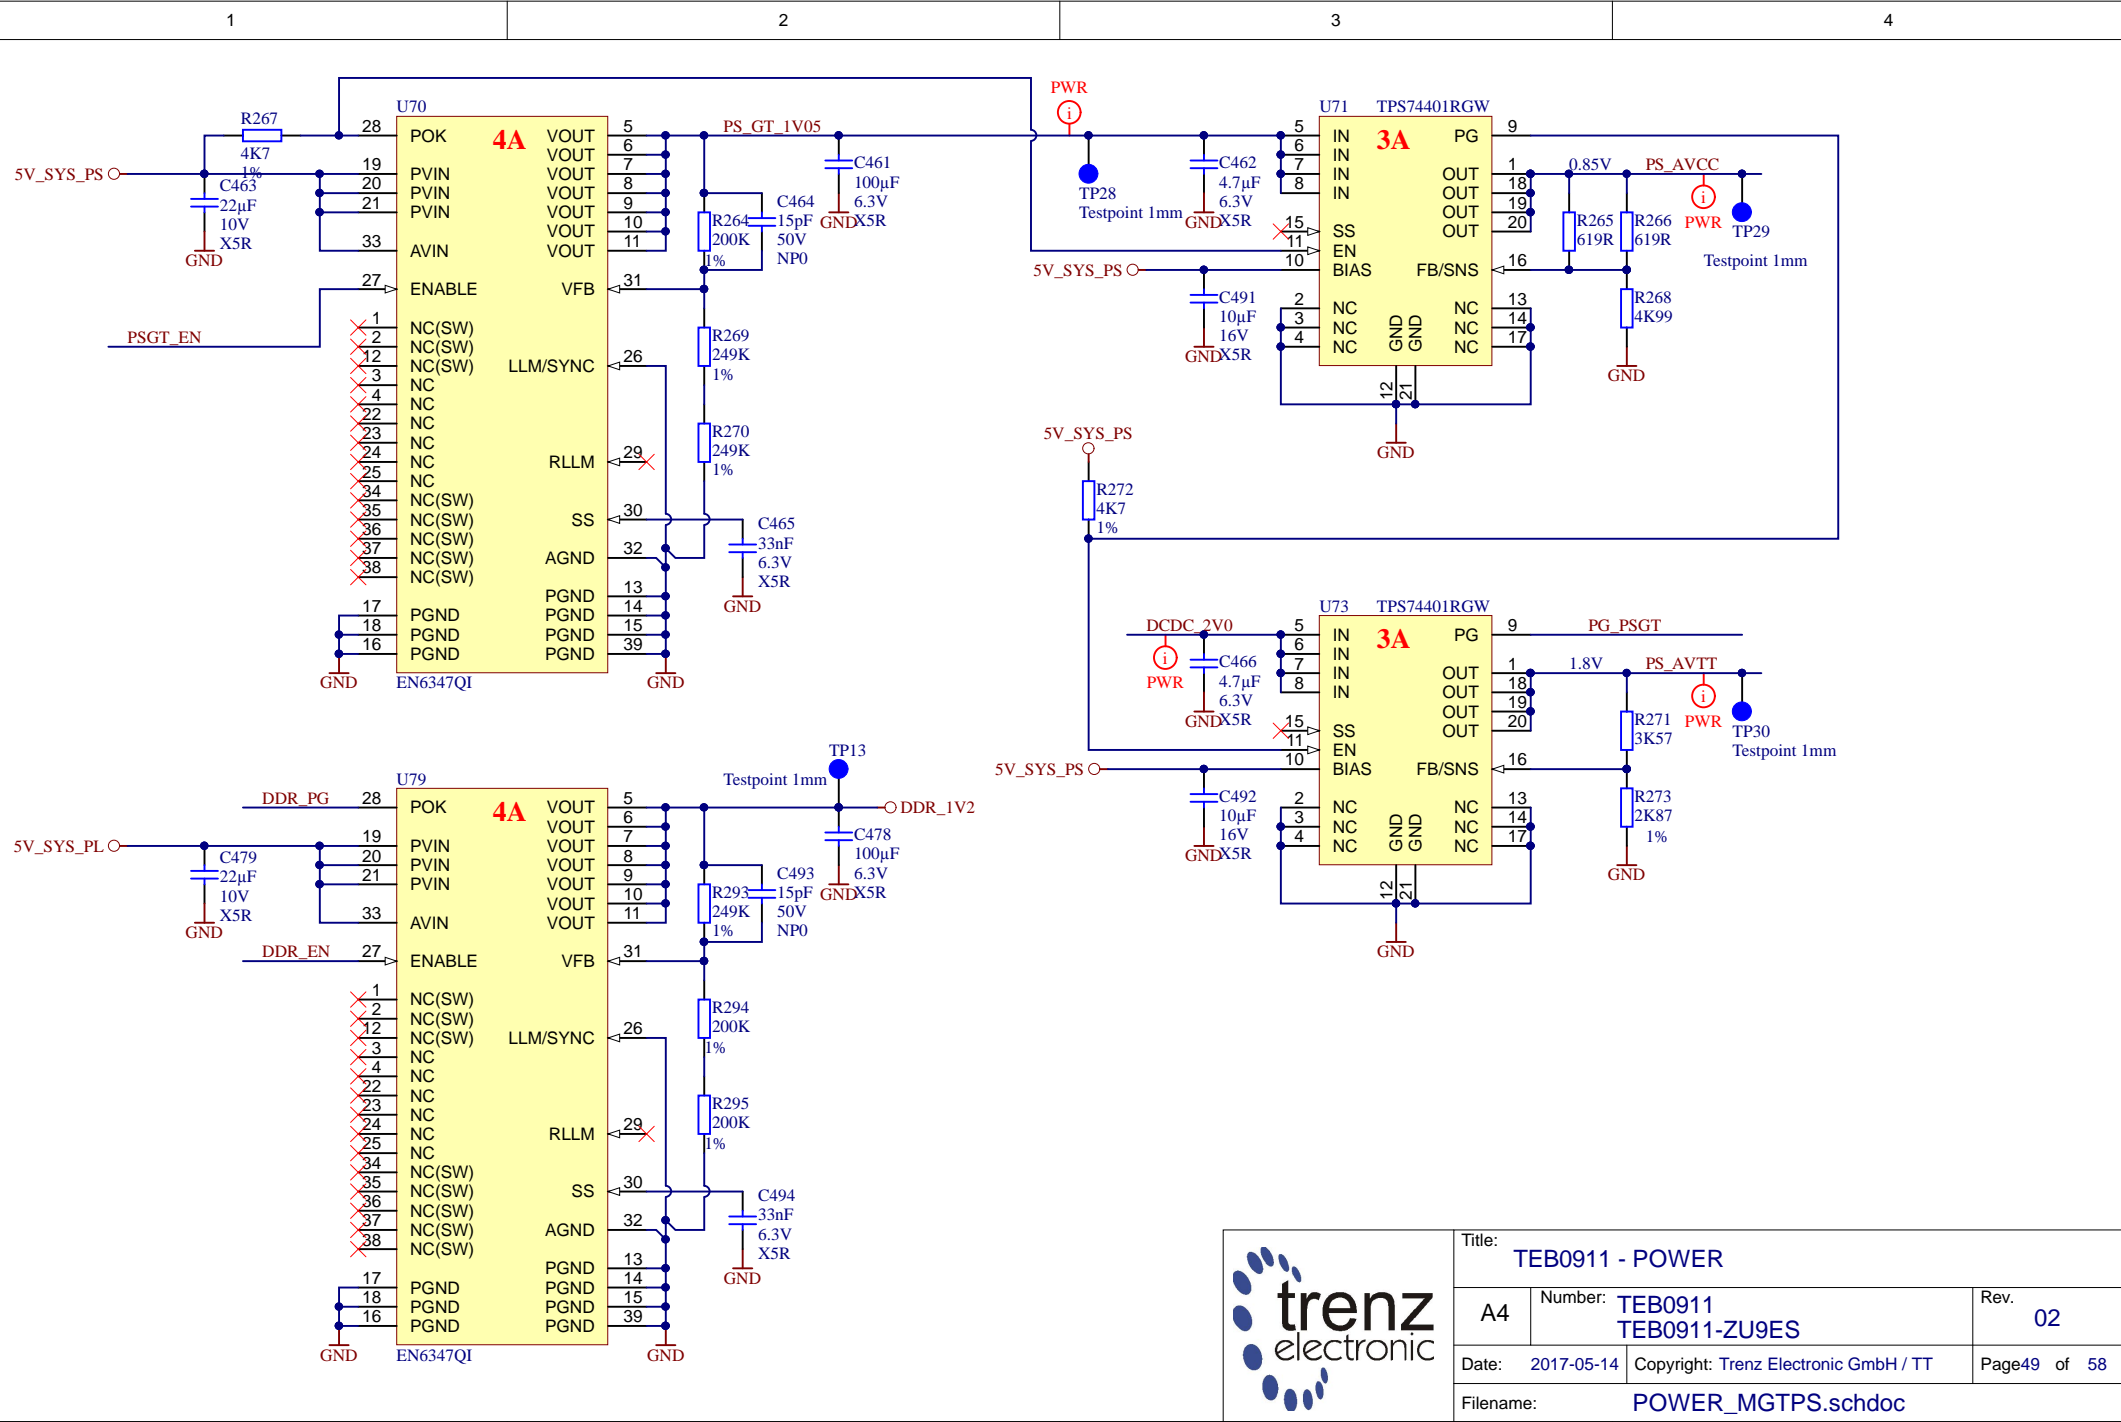 1 2 3 4
U70
R267
4K7
1%
5V_SYS_PS
C463
22µF
10V
X5R
GND
PSGT_EN
4A
28 POK VOUT 5
VOUT 6
19 PVIN VOUT 7
20 PVIN VOUT 8
21 PVIN VOUT 9
VOUT 10
33 AVIN VOUT 11
27 ENABLE VFB 31
1 NC(SW)
2 NC(SW)
12 NC(SW) LLM/SYNC 26
3 NC
4 NC
22 NC
23 NC
24 NC RLLM 29
25 NC
34 NC(SW)
35 NC(SW) SS 30
36 NC(SW)
37 NC(SW) AGND 32
38 NC(SW)
PGND 13
17 PGND PGND 14
18 PGND PGND 15
16 PGND PGND 39
GND
EN6347QI
GND
PS_GT_1V05
R264
200K
1%
C464
15pF
50V
NP0
C461
100µF
6.3V
X5R
GND
R269
249K
1%
R270
249K
1%
C465
33nF
6.3V
X5R
GND
PWR
i
TP28
Testpoint 1mm
C462
4.7µF
6.3V
X5R
GND
5V_SYS_PS
C491
10µF
16V
X5R
GND
U71 TPS74401RGW
3A
5 IN PG 9
6 IN
7 IN OUT 1
8 IN OUT 18
OUT 19
15 SS OUT 20
11 EN
10 BIAS FB/SNS 16
2 NC NC 13
3 NC NC 14
4 NC NC 17
GND GND
12 21
GND
0.85V PS_AVCC
R265
619R
R266
619R
i
PWR
TP29
Testpoint 1mm
R268
4K99
GND
5V_SYS_PS
R272
4K7
1%
U73 TPS74401RGW
3A
DCDC_2V0
i
PWR
C466
4.7µF
6.3V
X5R
GND
5V_SYS_PS
C492
10µF
16V
X5R
GND
5 IN PG 9
6 IN
7 IN OUT 1
8 IN OUT 18
OUT 19
15 SS OUT 20
11 EN
10 BIAS FB/SNS 16
2 NC NC 13
3 NC NC 14
4 NC NC 17
GND GND
12 21
GND
PG_PSGT
1.8V PS_AVTT
R271
3K57
i
PWR
TP30
Testpoint 1mm
R273
2K87
1%
GND
U79
DDR_PG
5V_SYS_PL
C479
22µF
10V
X5R
GND
DDR_EN
4A
28 POK VOUT 5
VOUT 6
19 PVIN VOUT 7
20 PVIN VOUT 8
21 PVIN VOUT 9
VOUT 10
33 AVIN VOUT 11
27 ENABLE VFB 31
1 NC(SW)
2 NC(SW)
12 NC(SW) LLM/SYNC 26
3 NC
4 NC
22 NC
23 NC
24 NC RLLM 29
25 NC
34 NC(SW)
35 NC(SW) SS 30
36 NC(SW)
37 NC(SW) AGND 32
38 NC(SW)
PGND 13
17 PGND PGND 14
18 PGND PGND 15
16 PGND PGND 39
GND
EN6347QI
GND
TP13
Testpoint 1mm
DDR_1V2
C478
100µF
6.3V
X5R
GND
R293
249K
1%
C493
15pF
50V
NP0
R294
200K
1%
R295
200K
1%
C494
33nF
6.3V
X5R
GND
trenz
electronic
Title:
TEB0911 - POWER
A4
Number: TEB0911
TEB0911-ZU9ES
Rev.
02
Date: 2017-05-14
Copyright: Trenz Electronic GmbH / TT
Page49 of 58
Filename: POWER_MGTPS.schdoc